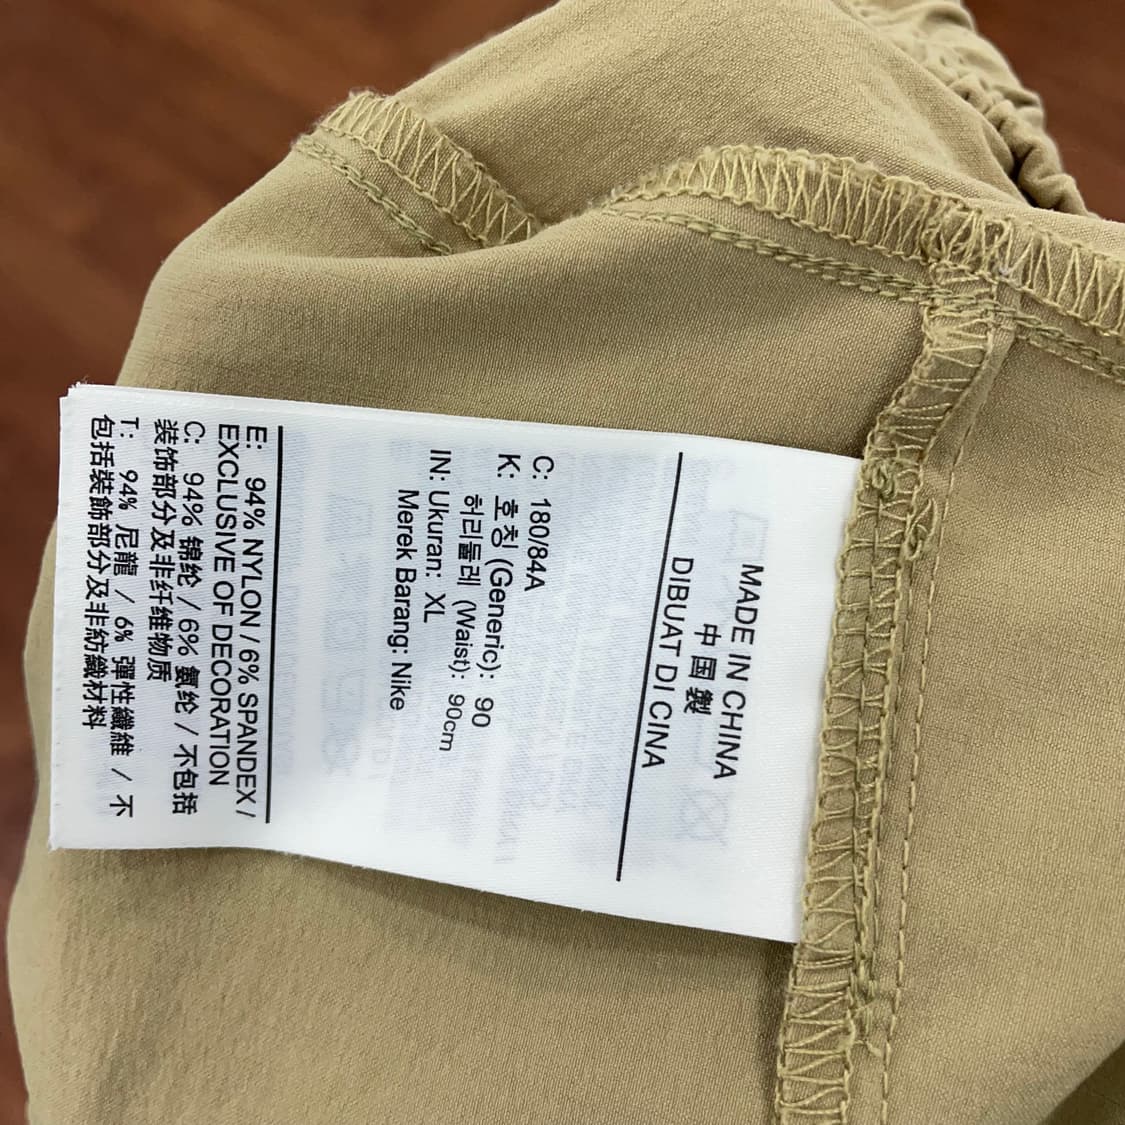 MADE IN CHINA
中国製
DIBUAT DI CINA
C: 180/84A
K: 호칭 (Generic): 90
허리둘레 (Waist): 90cm
IN: Ukuran: XL
Merek Barang: Nike
E: 94% NYLON / 6% SPANDEX /
EXCLUSIVE OF DECORATION
C: 94% 锦纶 / 6% 氨纶 / 不包括
装饰部分及非纤维物质
T: 94% 尼龍 / 6% 彈性纖維 / 不
包括裝飾部分及非紡織材料